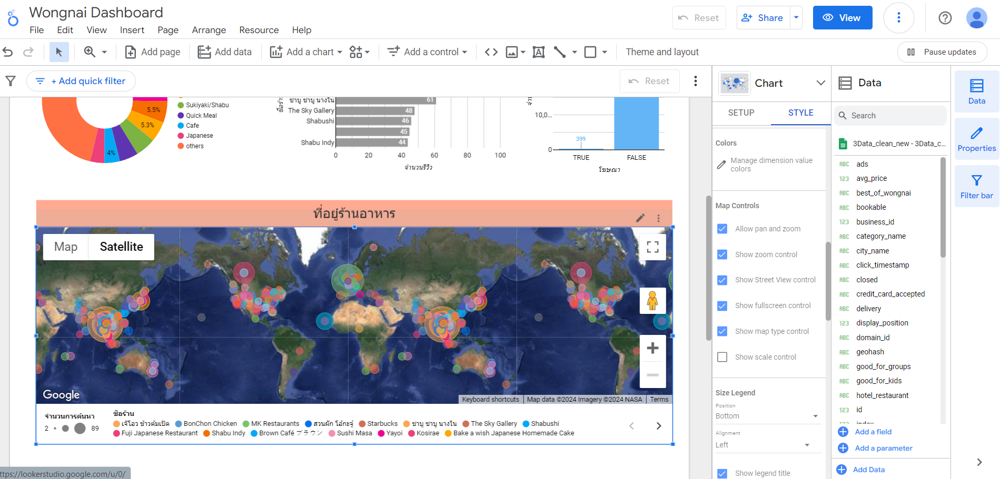 Wongnai Dashboard
File Edit View Insert Page Arrange Resource Help
Reset Share View
Add page Add data Add a chart Add a control Theme and layout Pause updates
+ Add quick filter Reset
5.5%
5.3%
4%
Sukiyaki/Shabu
Quick Meal
Cafe
Japanese
others
ชื่อร้า
ชาบู ชาบู นางใน 61
The Sky Gallery 48
Shabushi 46
45
Shabu Indy 44
0 20 40 60 80 100
จำนวนรีวิว
10,0...
399
0
TRUE FALSE
โฆษณา
ที่อยู่ร้านอาหาร
Map Satellite
Google
Keyboard shortcuts Map data ©2024 Imagery ©2024 NASA Terms
จำนวนการค้นหา
2 89
ชื่อร้าน
เจ๊โอว ข้าวต้มเป็ด BonChon Chicken MK Restaurants สวนผัก โอ้กะจู๋ Starbucks ชาบู ชาบู นางใน The Sky Gallery Shabushi
Fuji Japanese Restaurant Shabu Indy Brown Café ブラウン Sushi Masa Yayoi Kosirae Bake a wish Japanese Homemade Cake
ttps://lookerstudio.google.com/u/0/
Chart
SETUP STYLE
Colors
Manage dimension value
colors
Map Controls
Allow pan and zoom
Show zoom control
Show Street View control
Show fullscreen control
Show map type control
Show scale control
Size Legend
Position
Bottom
Alignment
Left
Show legend title
Data
Search
3Data_clean_new - 3Data_c...
ABC ads
123 avg_price
ABC best_of_wongnai
ABC bookable
123 business_id
ABC category_name
ABC city_name
ABC click_timestamp
ABC closed
ABC credit_card_accepted
ABC delivery
123 display_position
ABC domain_id
ABC geohash
ABC good_for_groups
ABC good_for_kids
ABC hotel_restaurant
123 id
123 index
Add a field
Add a parameter
Add Data
Data
Properties
Filter bar